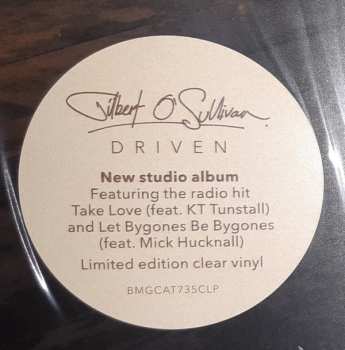 Gilbert O'Sullivan
DRIVEN
New studio album
Featuring the radio hit
Take Love (feat. KT Tunstall)
and Let Bygones Be Bygones
(feat. Mick Hucknall)
Limited edition clear vinyl
BMGCAT735CLP